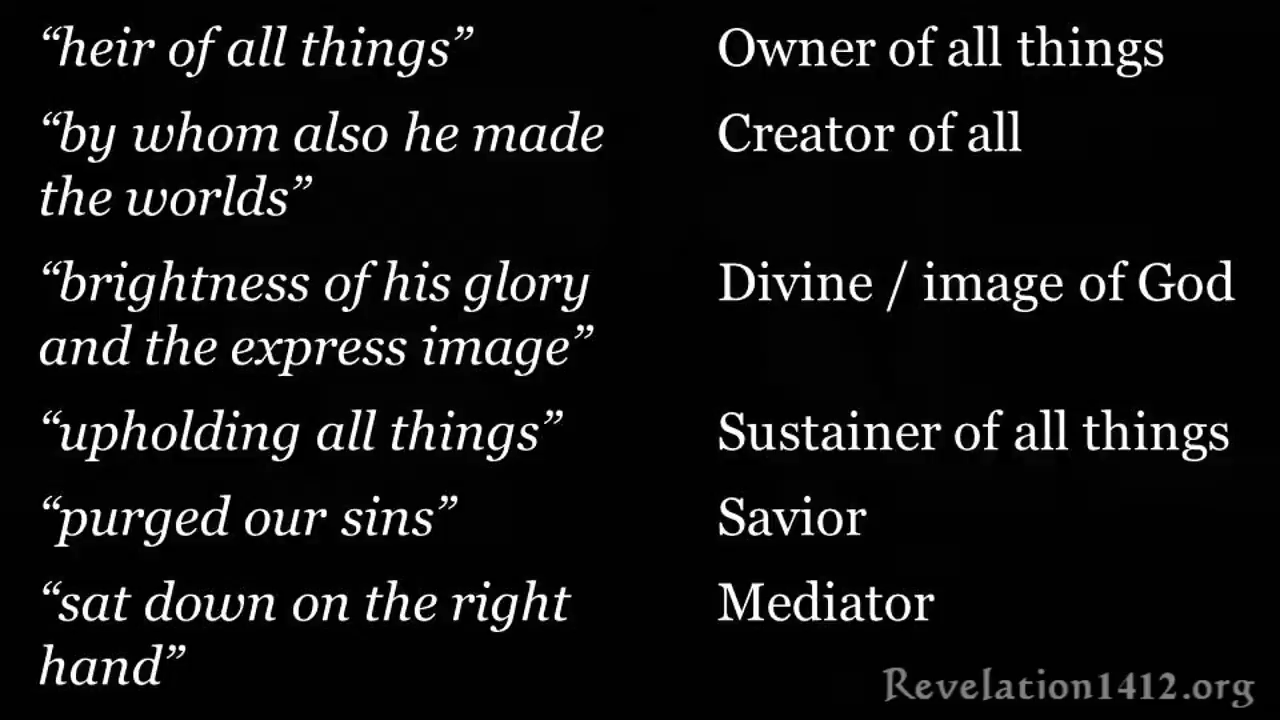 “heir of all things” Owner of all things
“by whom also he made Creator of all
the worlds”
“brightness of his glory Divine / image of God
and the express image”
“upholding all things” Sustainer of all things
“purged our sins” Savior
“sat down on the right Mediator
hand”
Revelation1412.org